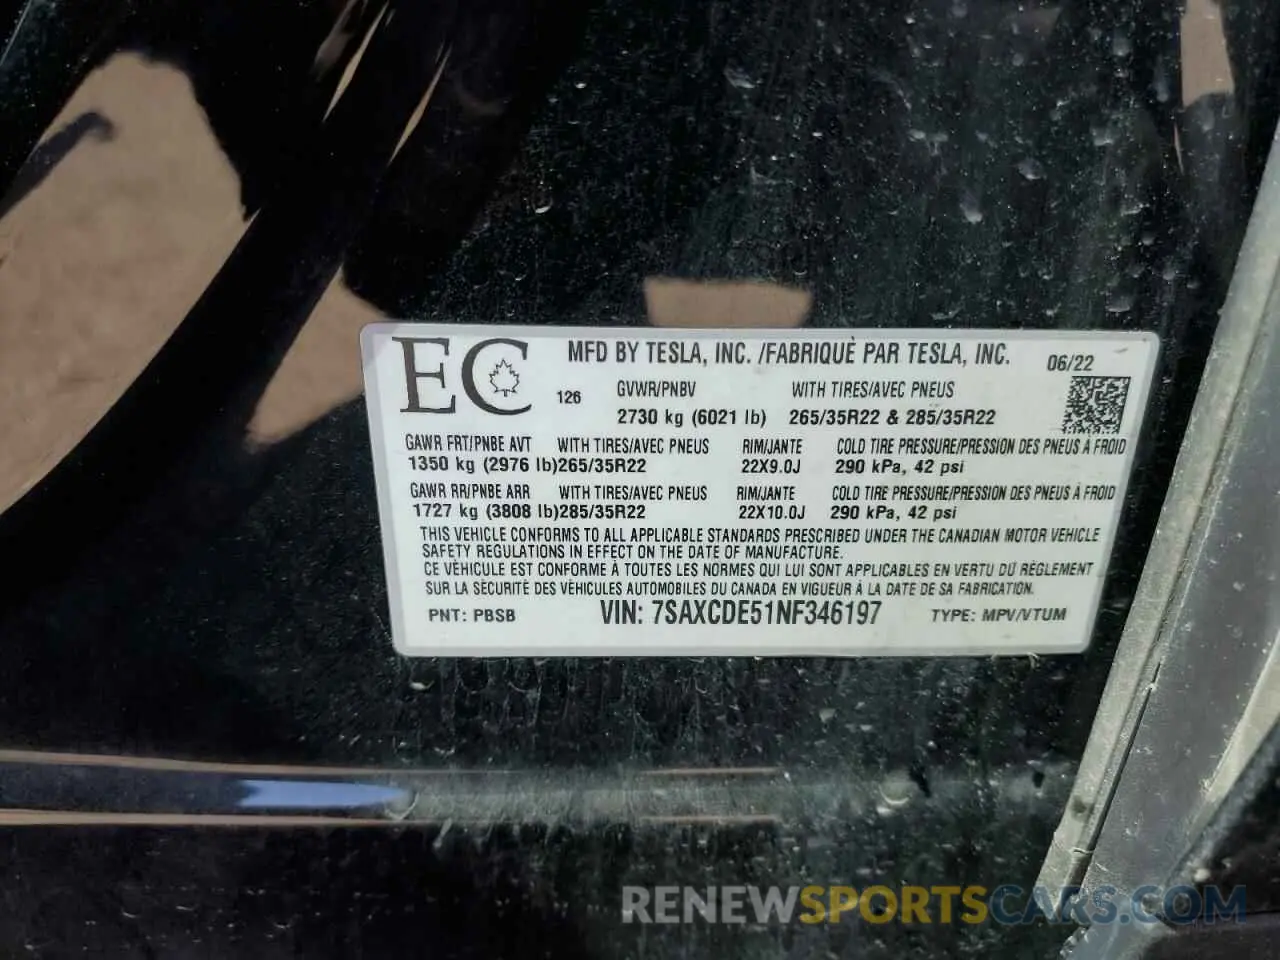 EC
MFD BY TESLA, INC. /FABRIQUÈ PAR TESLA, INC.
06/22
126
GVWR/PNBV WITH TIRES/AVEC PNEUS
2730 kg (6021 lb) 265/35R22 & 285/35R22
GAWR FRT/PNBE AVT WITH TIRES/AVEC PNEUS RIM/JANTE COLD TIRE PRESSURE/PRESSION DES PNEUS À FROID
1350 kg (2976 lb)265/35R22 22X9.0J 290 kPa, 42 psi
GAWR RR/PNBE ARR WITH TIRES/AVEC PNEUS RIM/JANTE COLD TIRE PRESSURE/PRESSION DES PNEUS À FROID
1727 kg (3808 lb)285/35R22 22X10.0J 290 kPa, 42 psi
THIS VEHICLE CONFORMS TO ALL APPLICABLE STANDARDS PRESCRIBED UNDER THE CANADIAN MOTOR VEHICLE
SAFETY REGULATIONS IN EFFECT ON THE DATE OF MANUFACTURE.
CE VÉHICULE EST CONFORME À TOUTES LES NORMES QUI LUI SONT APPLICABLES EN VERTU DU RÈGLEMENT
SUR LA SÉCURITÉ DES VÉHICULES AUTOMOBILES DU CANADA EN VIGUEUR À LA DATE DE SA FABRICATION.
PNT: PBSB VIN: 7SAXCDE51NF346197 TYPE: MPV/VTUM
RENEWSPORTSCARS.COM